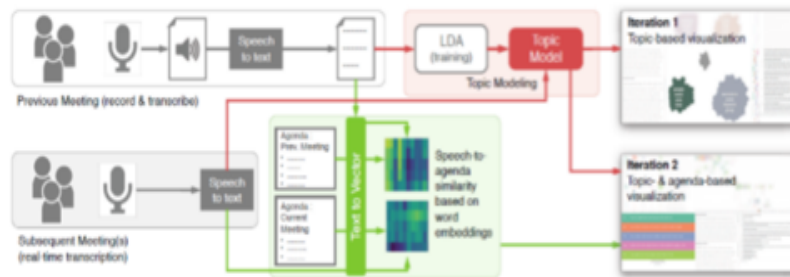 Speech
to text
Previous Meeting (record & transcribe)
LDA
(training)
Topic
Model
Topic Modeling
Iteration 1
Topic-based visualization
Speech
to text
Subsequent Meeting(s)
(real-time transcription)
Agenda
Prev. Meeting
Agenda
Current
Meeting
Text to Vector
Speech-to-
agenda
similarity
based on
word
embeddings
Iteration 2
Topic- & agenda-based
visualization